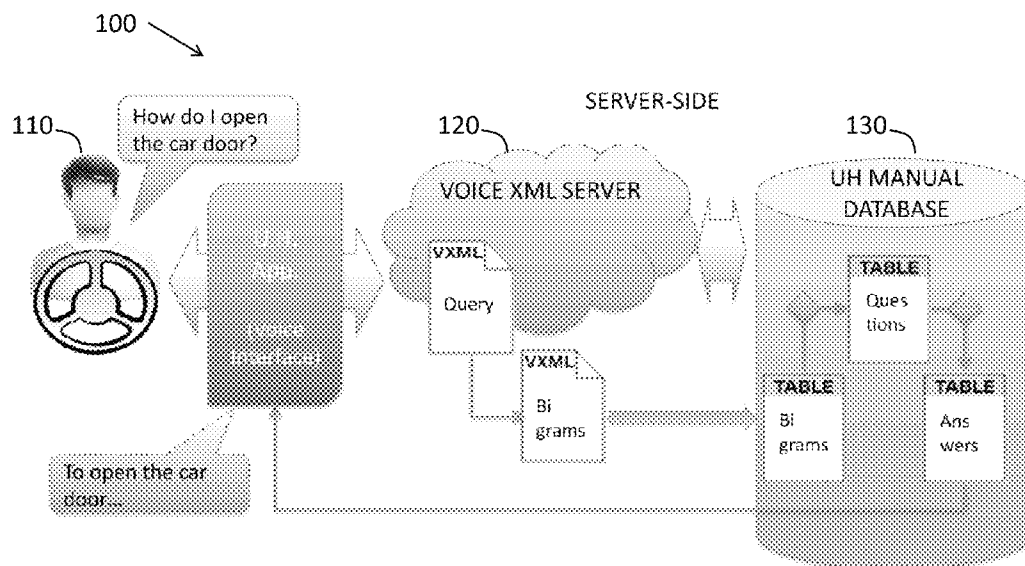 100
SERVER-SIDE
110
How do I open
the car door?
120
VOICE XML SERVER
VXML
Query
VXML
Bi
grams
130
UH MANUAL
DATABASE
TABLE
Ques
tions
TABLE
Bi
grams
TABLE
Ans
wers
To open the car
door...